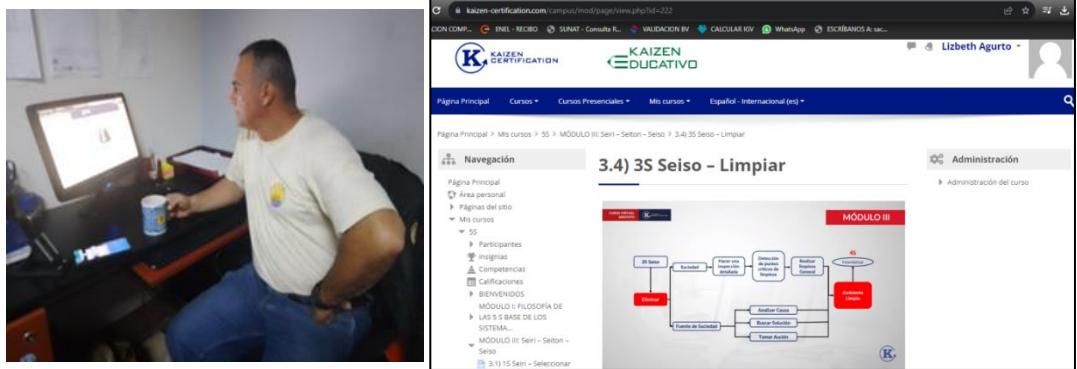 kaizen-certification.com/campus/mod/page/view.php?id=222
CION COMP... ENEL - RECIBO SUNAT - Consulta R... VALIDACION BV CALCULAR IGV WhatsApp ESCRÍBANOS A: sac...
KAIZEN CERTIFICATION
KAIZEN EDUCATIVO
Lizbeth Agurto
Página Principal Cursos Cursos Presenciales Mis cursos Español - Internacional (es)
Página Principal > Mis cursos > 5S > MÓDULO III: Seiri – Seiton – Seiso > 3.4) 3S Seiso – Limpiar
Navegación
Página Principal
Área personal
Páginas del sitio
Mis cursos
5S
Participantes
Insignias
Competencias
Calificaciones
BIENVENIDOS
MÓDULO I: FILOSOFÍA DE
LAS 5 S BASE DE LOS
SISTEMA...
MÓDULO III: Seiri – Seiton –
Seiso
3.1) 1S Seiri – Seleccionar
3.4) 3S Seiso – Limpiar
CURSO VIRTUAL
GRATUITO
MÓDULO III
3S Seiso
Eliminar
Suciedad
Hacer una
inspección
detallada
Detección
de puntos
críticos de
limpieza
Realizar
limpieza
General
4S
Estandarizar
Ambiente
Limpio
Fuente de Suciedad
Analizar Causa
Buscar Solución
Tomar Acción
K
Administración
Administración del curso